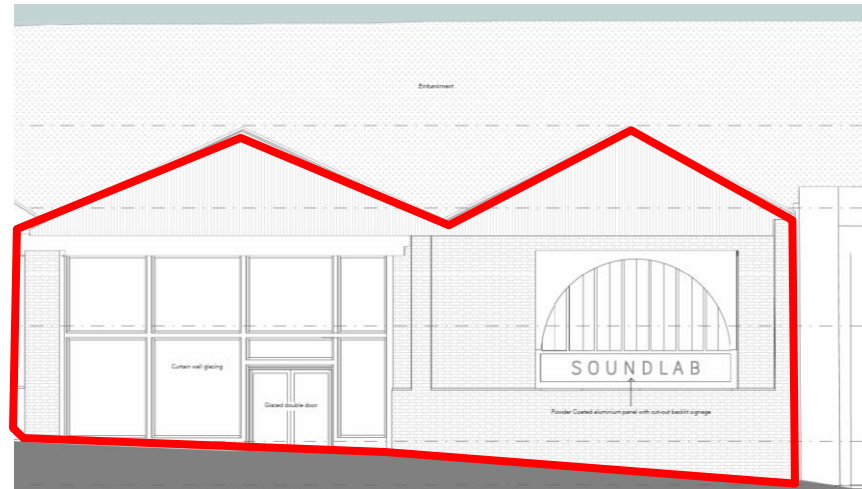 Embankment
Curtain wall glazing
Glazed double door
SOUNDLAB
Powder Coated aluminium panel with cut-out backlit signage